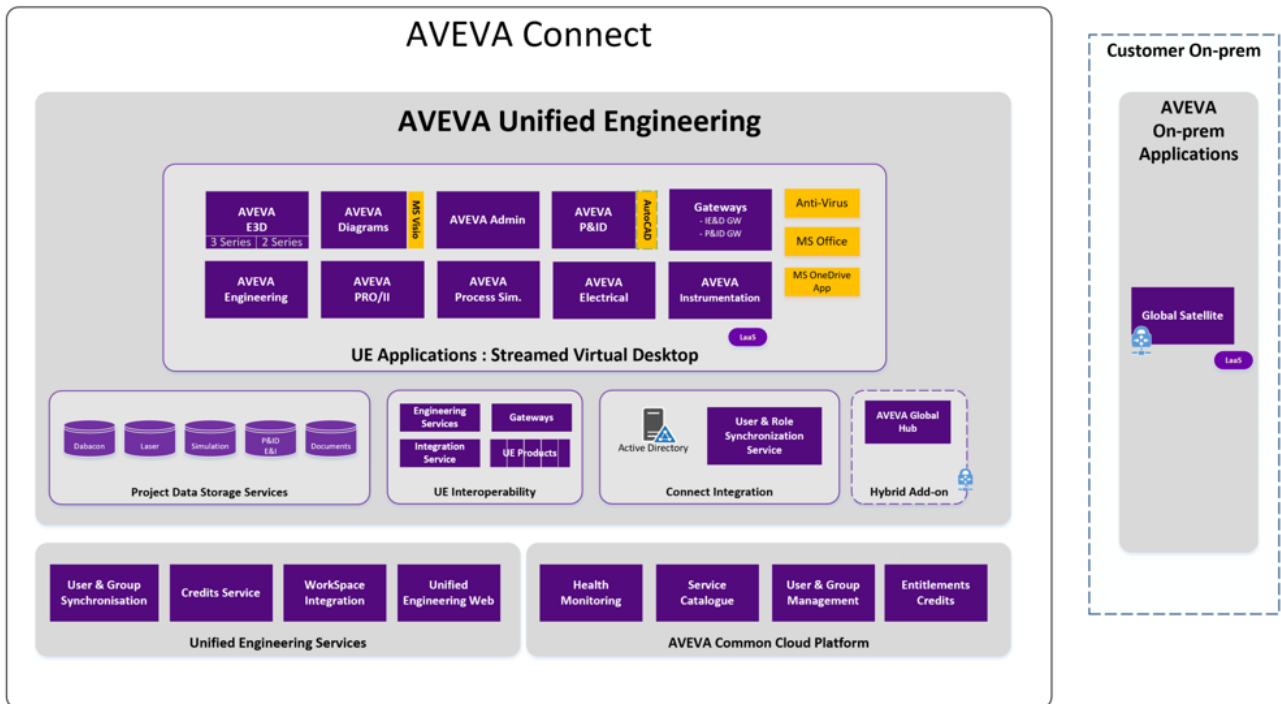 AVEVA Connect
AVEVA Unified Engineering
AVEVA
E3D
3 Series | 2 Series
AVEVA
Diagrams
MS Visio
AVEVA Admin
AVEVA
P&ID
AutoCAD
Gateways
- IE&D GW
- P&ID GW
Anti-Virus
MS Office
MS OneDrive
App
AVEVA
Engineering
AVEVA
PRO/II
AVEVA
Process Sim.
AVEVA
Electrical
AVEVA
Instrumentation
LaaS
UE Applications : Streamed Virtual Desktop
Dabacon
Laser
Simulation
P&ID
E&I
Documents
Project Data Storage Services
Engineering
Services
Gateways
Integration
Service
UE Products
UE Interoperability
Active Directory
User & Role
Synchronization
Service
Connect Integration
AVEVA Global
Hub
Hybrid Add-on
User & Group
Synchronisation
Credits Service
WorkSpace
Integration
Unified
Engineering Web
Unified Engineering Services
Health
Monitoring
Service
Catalogue
User & Group
Management
Entitlements
Credits
AVEVA Common Cloud Platform
Customer On-prem
AVEVA
On-prem
Applications
Global Satellite
LaaS